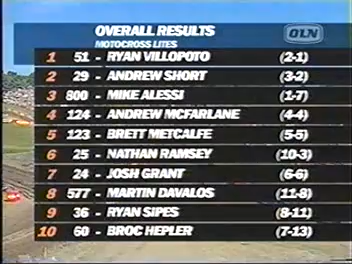 OVERALL RESULTS
OLN
MOTOCROSS LITES
1 51 - RYAN VILLOPOTO (2-1)
2 29 - ANDREW SHORT (3-2)
3 800 - MIKE ALESSI (1-7)
4 124 - ANDREW MCFARLANE (4-4)
5 123 - BRETT METCALFE (5-5)
6 25 - NATHAN RAMSEY (10-3)
7 24 - JOSH GRANT (6-6)
8 577 - MARTIN DAVALOS (11-8)
9 36 - RYAN SIPES (8-11)
10 60 - BROC HEPLER (7-13)